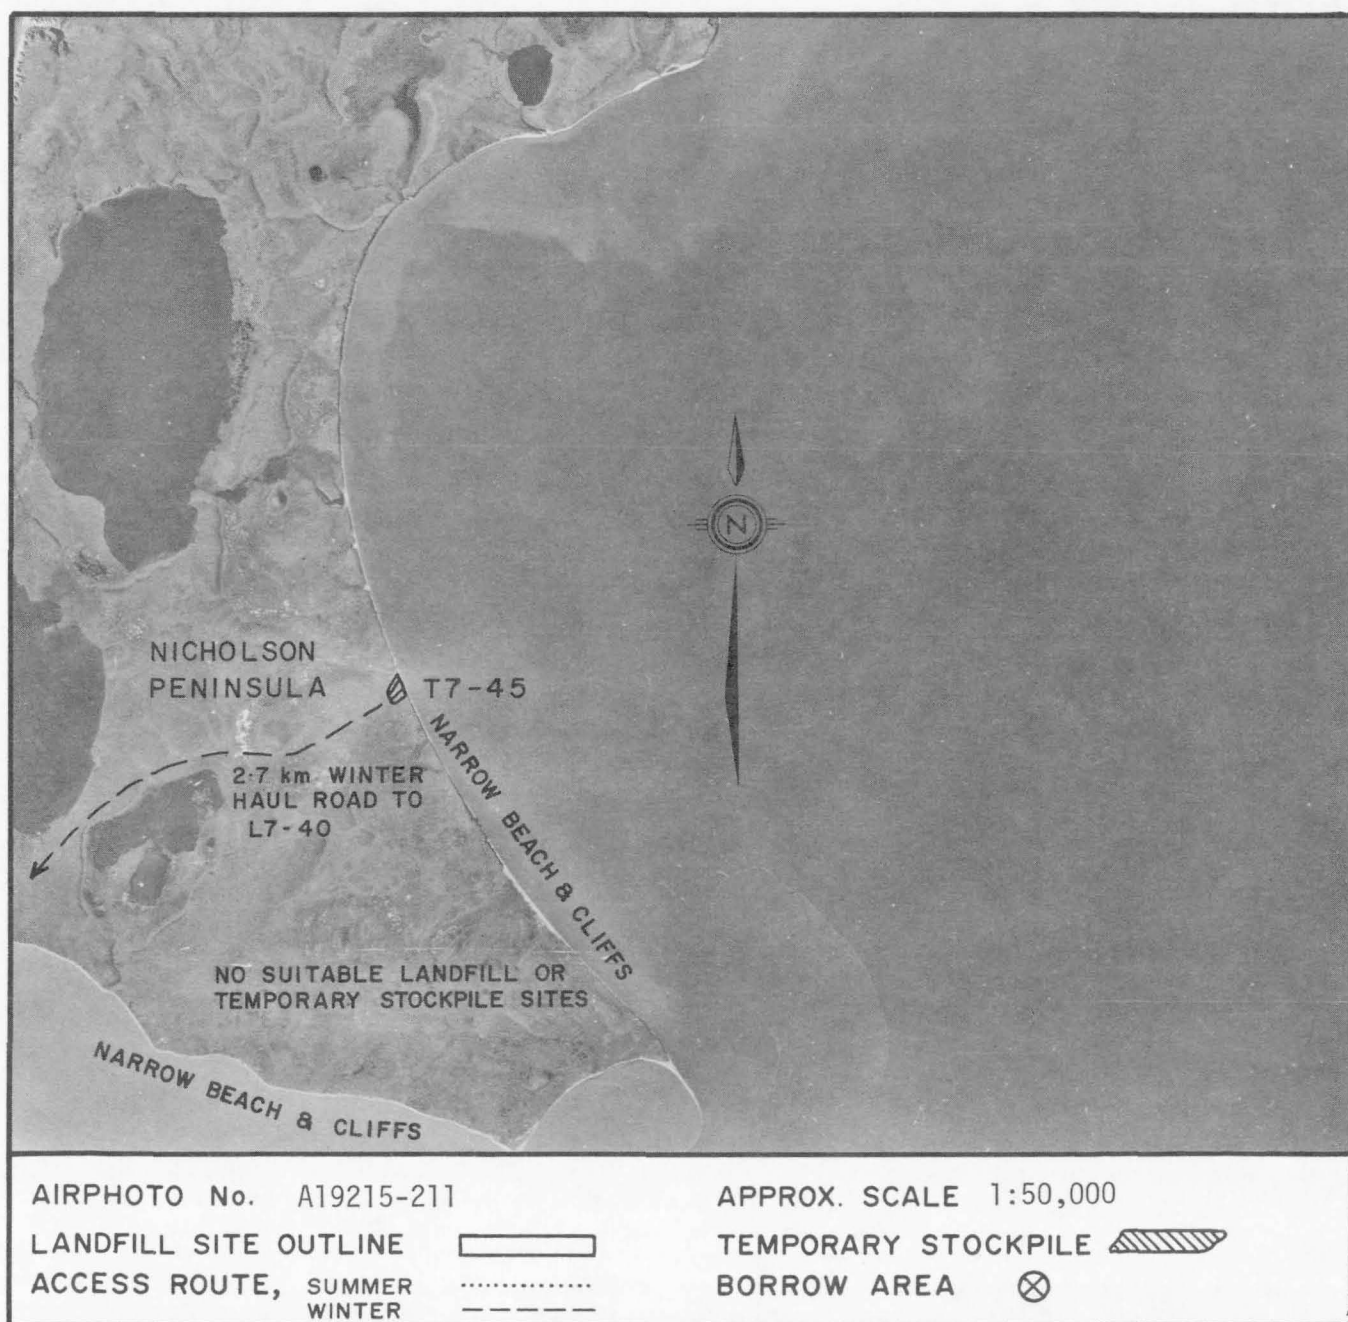 N
NICHOLSON
PENINSULA
T7-45
NARROW BEACH & CLIFFS
2·7 km WINTER
HAUL ROAD TO
L7-40
NO SUITABLE LANDFILL OR
TEMPORARY STOCKPILE SITES
NARROW BEACH & CLIFFS
AIRPHOTO No. A19215-211
APPROX. SCALE 1:50,000
LANDFILL SITE OUTLINE
TEMPORARY STOCKPILE
ACCESS ROUTE, SUMMER
WINTER
BORROW AREA